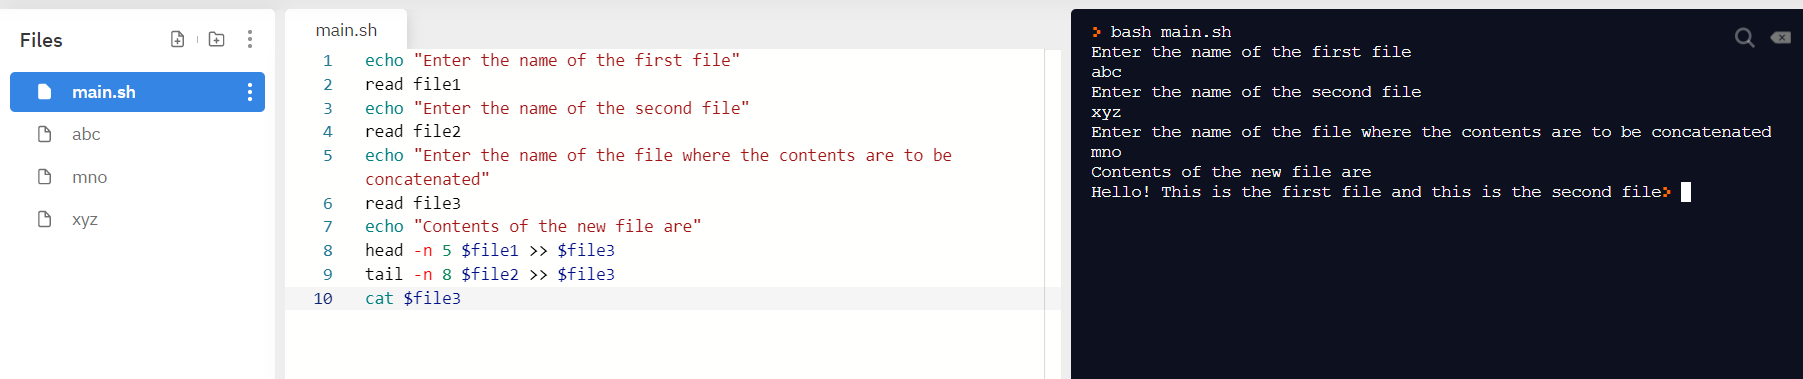 Files
main.sh
abc
mno
xyz
main.sh
1 echo "Enter the name of the first file"
2 read file1
3 echo "Enter the name of the second file"
4 read file2
5 echo "Enter the name of the file where the contents are to be
concatenated"
6 read file3
7 echo "Contents of the new file are"
8 head -n 5 $file1 >> $file3
9 tail -n 8 $file2 >> $file3
10 cat $file3
> bash main.sh
Enter the name of the first file
abc
Enter the name of the second file
xyz
Enter the name of the file where the contents are to be concatenated
mno
Contents of the new file are
Hello! This is the first file and this is the second file>